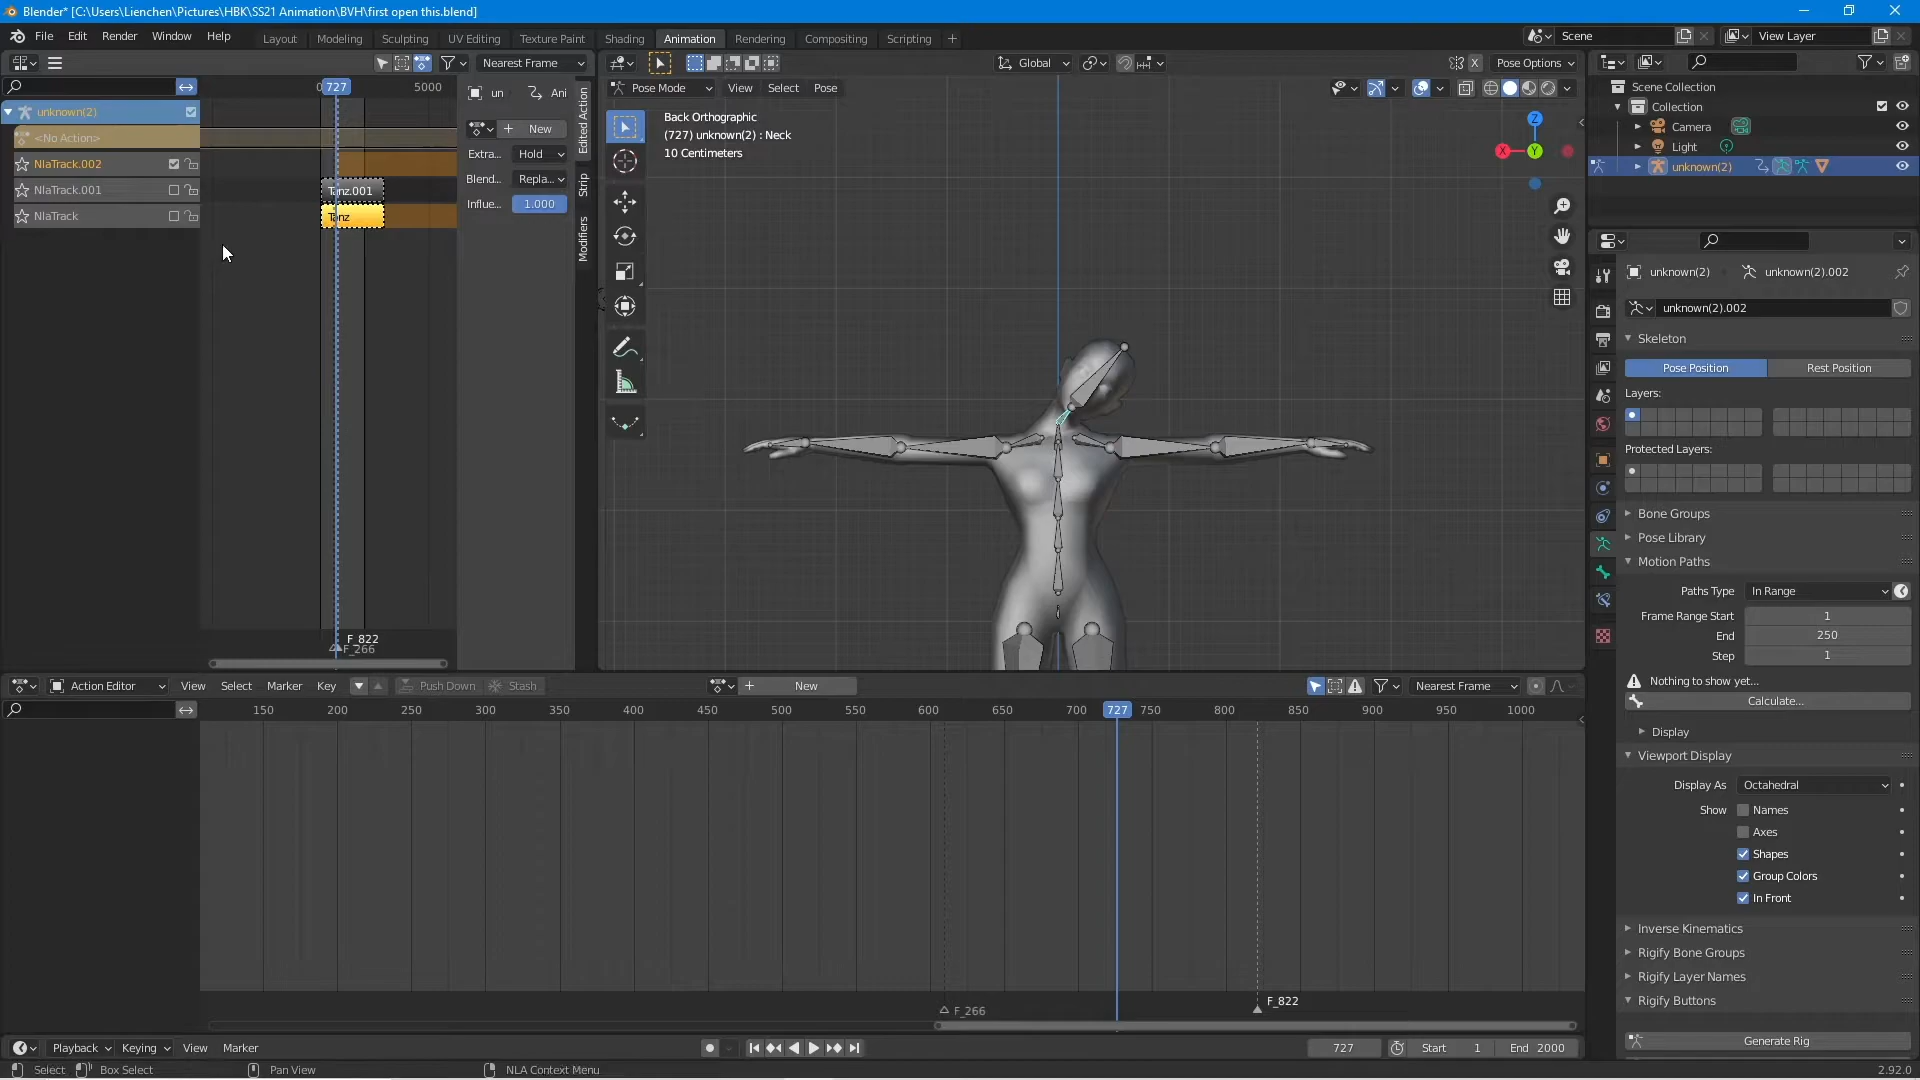 Blender* [C:\Users\Lienchen\Pictures\HBK\SS21 Animation\BVH\first open this.blend]
File Edit Render Window Help Layout Modeling Sculpting UV Editing Texture Paint Shading Animation Rendering Compositing Scripting Scene View Layer
Nearest Frame Global X Pose Options
0 727 5000 un Ani Pose Mode View Select Pose
Scene Collection
Collection
Camera
Light
unknown(2)
unknown(2)
<No Action>
NlaTrack.002
NlaTrack.001 Tanz.001
NlaTrack Tanz
New
Extra... Hold
Blend... Repla...
Influe... 1.000
Edited Action
Strip
Modifiers
F_822
F_266
Back Orthographic
(727) unknown(2) : Neck
10 Centimeters
Z
X Y
unknown(2) unknown(2).002
unknown(2).002
Skeleton
Pose Position Rest Position
Layers:
Protected Layers:
Bone Groups
Pose Library
Motion Paths
Paths Type In Range
Frame Range Start 1
End 250
Step 1
Nothing to show yet...
Calculate...
Display
Viewport Display
Display As Octahedral
Show Names
Axes
Shapes
Group Colors
In Front
Inverse Kinematics
Rigify Bone Groups
Rigify Layer Names
Rigify Buttons
Generate Rig
Action Editor View Select Marker Key Push Down Stash New Nearest Frame
150 200 250 300 350 400 450 500 550 600 650 700 727 750 800 850 900 950 1000
F_822
F_266
Playback Keying View Marker 727 Start 1 End 2000
Select Box Select Pan View NLA Context Menu 2.92.0